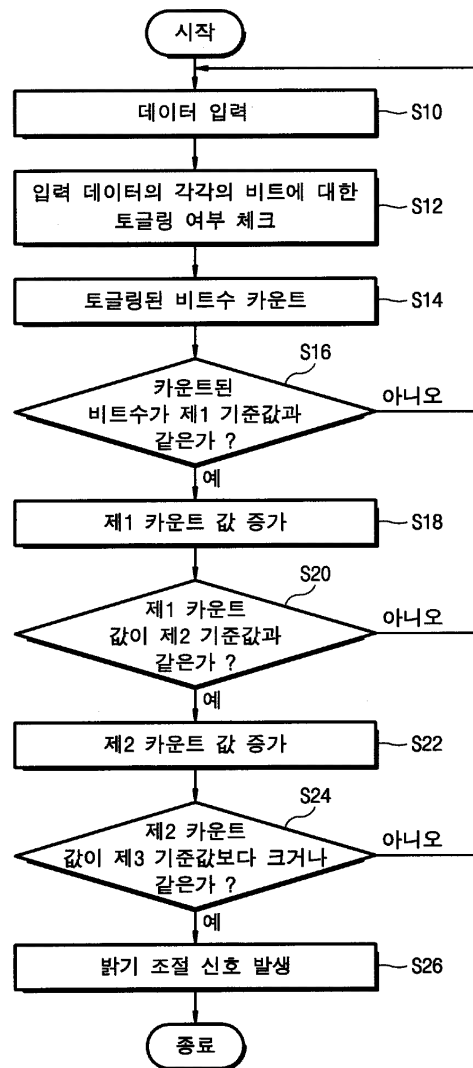 시작
데이터 입력
S10
입력 데이터의 각각의 비트에 대한
토글링 여부 체크
S12
토글링된 비트수 카운트
S14
S16
카운트된
비트수가 제1 기준값과
같은가 ?
아니오
예
제1 카운트 값 증가
S18
S20
제1 카운트
값이 제2 기준값과
같은가 ?
아니오
예
제2 카운트 값 증가
S22
S24
제2 카운트
값이 제3 기준값보다 크거나
같은가 ?
아니오
예
밝기 조절 신호 발생
S26
종료